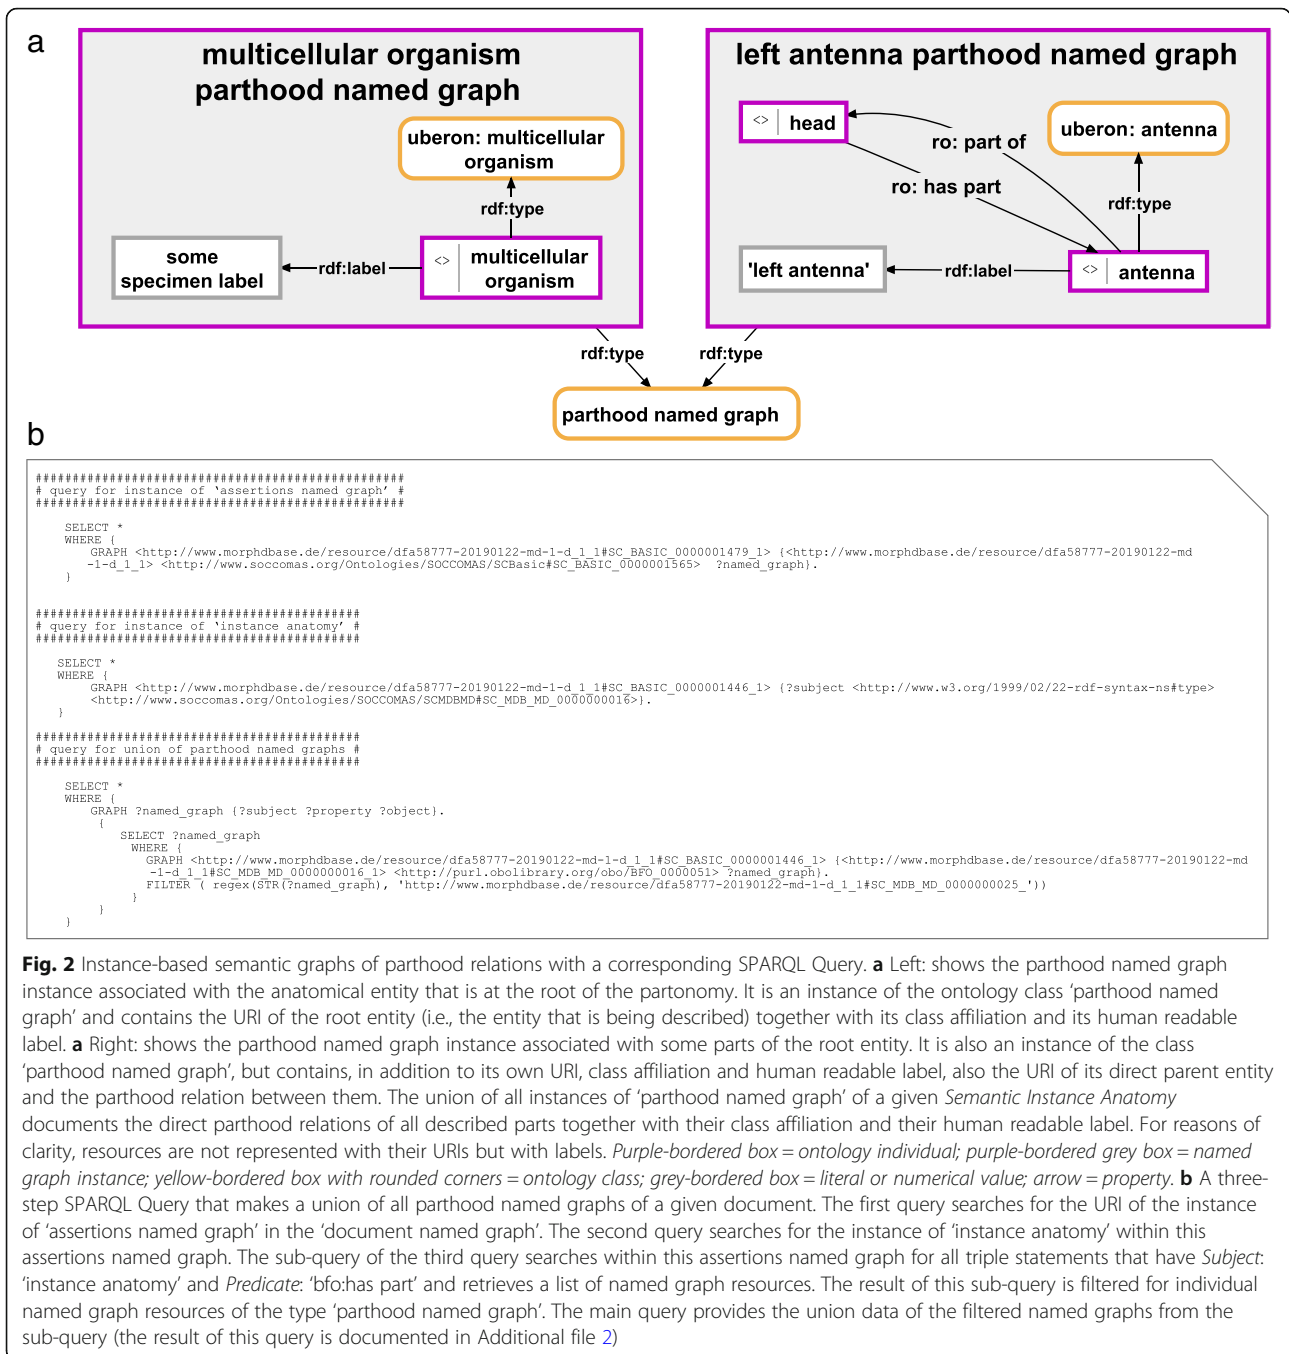 a
multicellular organism
parthood named graph
uberon: multicellular
organism
rdf:type
some
specimen label
rdf:label
<>
multicellular
organism
left antenna parthood named graph
<>
head
uberon: antenna
ro: part of
ro: has part
rdf:type
'left antenna'
rdf:label
<>
antenna
rdf:type
rdf:type
parthood named graph
b
##################################################
# query for instance of ‘assertions named graph’ #
##################################################
SELECT *
WHERE {
GRAPH <http://www.morphdbase.de/resource/dfa58777-20190122-md-1-d_1_1#SC_BASIC_0000001479_1> {<http://www.morphdbase.de/resource/dfa58777-20190122-md
-1-d_1_1> <http://www.soccomas.org/Ontologies/SOCCOMAS/SCBasic#SC_BASIC_0000001565>  ?named_graph}.
}
############################################
# query for instance of ‘instance anatomy’ #
############################################
SELECT *
WHERE {
GRAPH <http://www.morphdbase.de/resource/dfa58777-20190122-md-1-d_1_1#SC_BASIC_0000001446_1> {?subject <http://www.w3.org/1999/02/22-rdf-syntax-ns#type>
<http://www.soccomas.org/Ontologies/SOCCOMAS/SCMDBMD#SC_MDB_MD_0000000016>}.
}
############################################
# query for union of parthood named graphs #
############################################
SELECT *
WHERE {
GRAPH ?named_graph {?subject ?property ?object}.
{
SELECT ?named_graph
WHERE {
GRAPH <http://www.morphdbase.de/resource/dfa58777-20190122-md-1-d_1_1#SC_BASIC_0000001446_1> {<http://www.morphdbase.de/resource/dfa58777-20190122-md
-1-d_1_1#SC_MDB_MD_0000000016_1> <http://purl.obolibrary.org/obo/BFO_0000051> ?named_graph}.
FILTER ( regex(STR(?named_graph), 'http://www.morphdbase.de/resource/dfa58777-20190122-md-1-d_1_1#SC_MDB_MD_0000000025_'))
}
}
}
Fig. 2 Instance-based semantic graphs of parthood relations with a corresponding SPARQL Query. a Left: shows the parthood named graph
instance associated with the anatomical entity that is at the root of the partonomy. It is an instance of the ontology class ‘parthood named
graph’ and contains the URI of the root entity (i.e., the entity that is being described) together with its class affiliation and its human readable
label. a Right: shows the parthood named graph instance associated with some parts of the root entity. It is also an instance of the class
‘parthood named graph’, but contains, in addition to its own URI, class affiliation and human readable label, also the URI of its direct parent entity
and the parthood relation between them. The union of all instances of ‘parthood named graph’ of a given Semantic Instance Anatomy
documents the direct parthood relations of all described parts together with their class affiliation and their human readable label. For reasons of
clarity, resources are not represented with their URIs but with labels. Purple-bordered box = ontology individual; purple-bordered grey box = named
graph instance; yellow-bordered box with rounded corners = ontology class; grey-bordered box = literal or numerical value; arrow = property. b A three-
step SPARQL Query that makes a union of all parthood named graphs of a given document. The first query searches for the URI of the instance
of ‘assertions named graph’ in the ‘document named graph’. The second query searches for the instance of ‘instance anatomy’ within this
assertions named graph. The sub-query of the third query searches within this assertions named graph for all triple statements that have Subject:
‘instance anatomy’ and Predicate: ‘bfo:has part’ and retrieves a list of named graph resources. The result of this sub-query is filtered for individual
named graph resources of the type ‘parthood named graph’. The main query provides the union data of the filtered named graphs from the
sub-query (the result of this query is documented in Additional file 2)